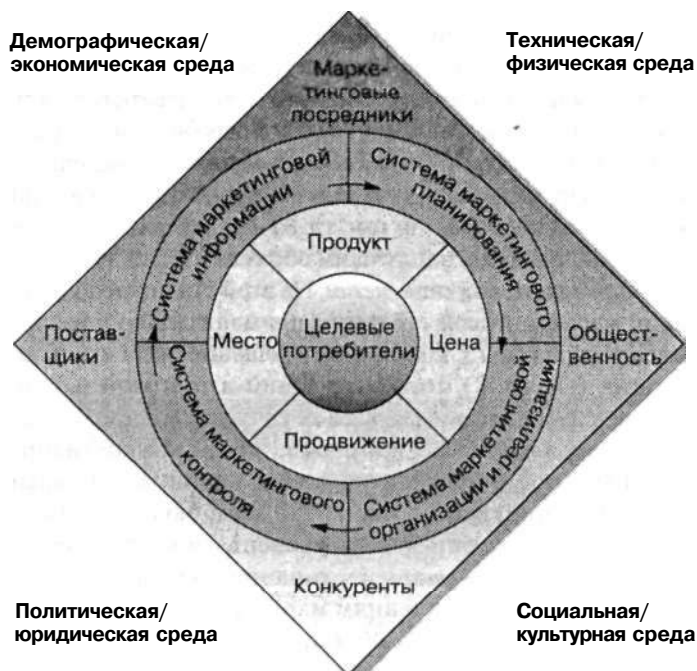 Демографическая/
экономическая среда
Техническая/
физическая среда
Марке-
тинговые
посредники
Система маркетинговой
информации
Система маркетингового
планирования
Продукт
Постав-
щики
Место
Целевые
потребители
Цена
Общест-
венность
Продвижение
Система маркетингового
контроля
Система маркетинговой
организации и реализации
Конкуренты
Политическая/
юридическая среда
Социальная/
культурная среда